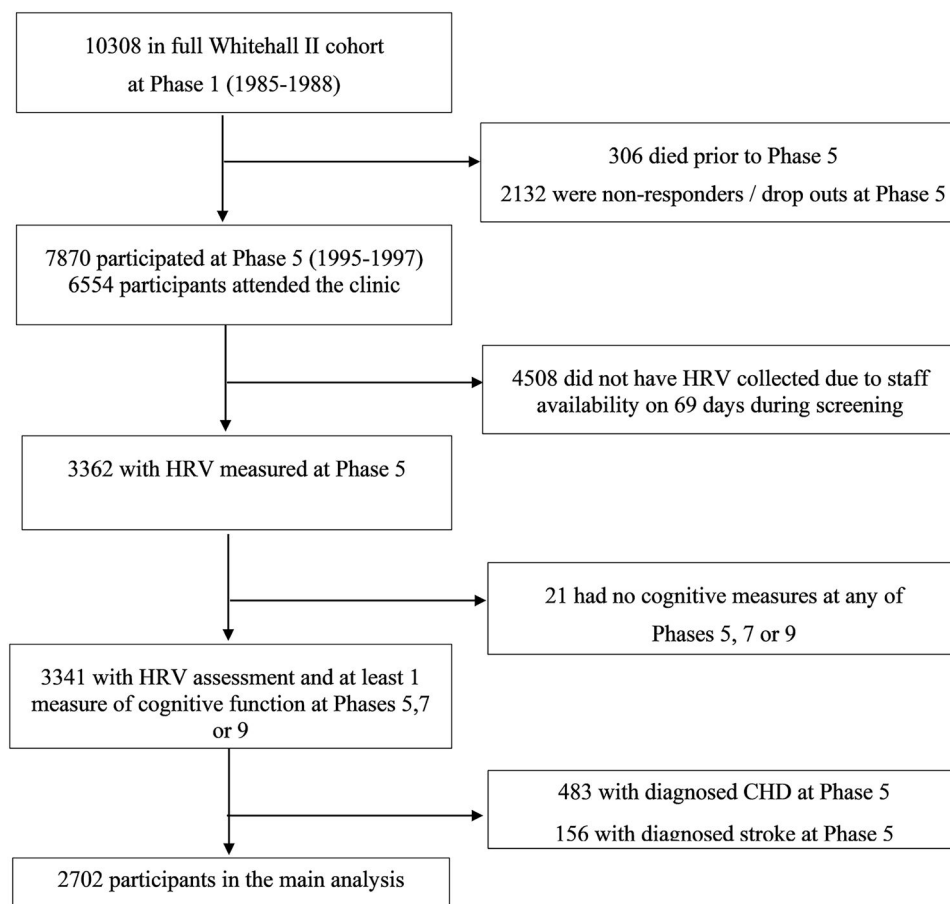 10308 in full Whitehall II cohort
at Phase 1 (1985-1988)
306 died prior to Phase 5
2132 were non-responders / drop outs at Phase 5
7870 participated at Phase 5 (1995-1997)
6554 participants attended the clinic
4508 did not have HRV collected due to staff
availability on 69 days during screening
3362 with HRV measured at Phase 5
21 had no cognitive measures at any of
Phases 5, 7 or 9
3341 with HRV assessment and at least 1
measure of cognitive function at Phases 5,7
or 9
483 with diagnosed CHD at Phase 5
156 with diagnosed stroke at Phase 5
2702 participants in the main analysis